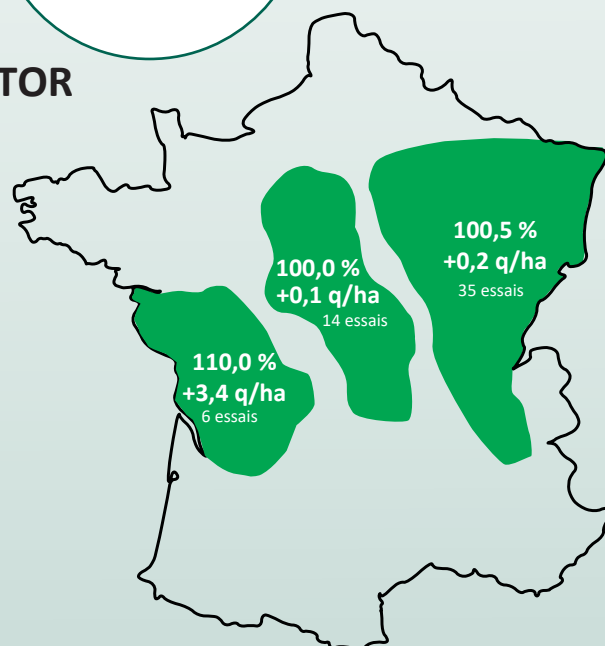 TOR
100,5 %
+0,2 q/ha
35 essais
100,0 %
+0,1 q/ha
14 essais
110,0 %
+3,4 q/ha
6 essais